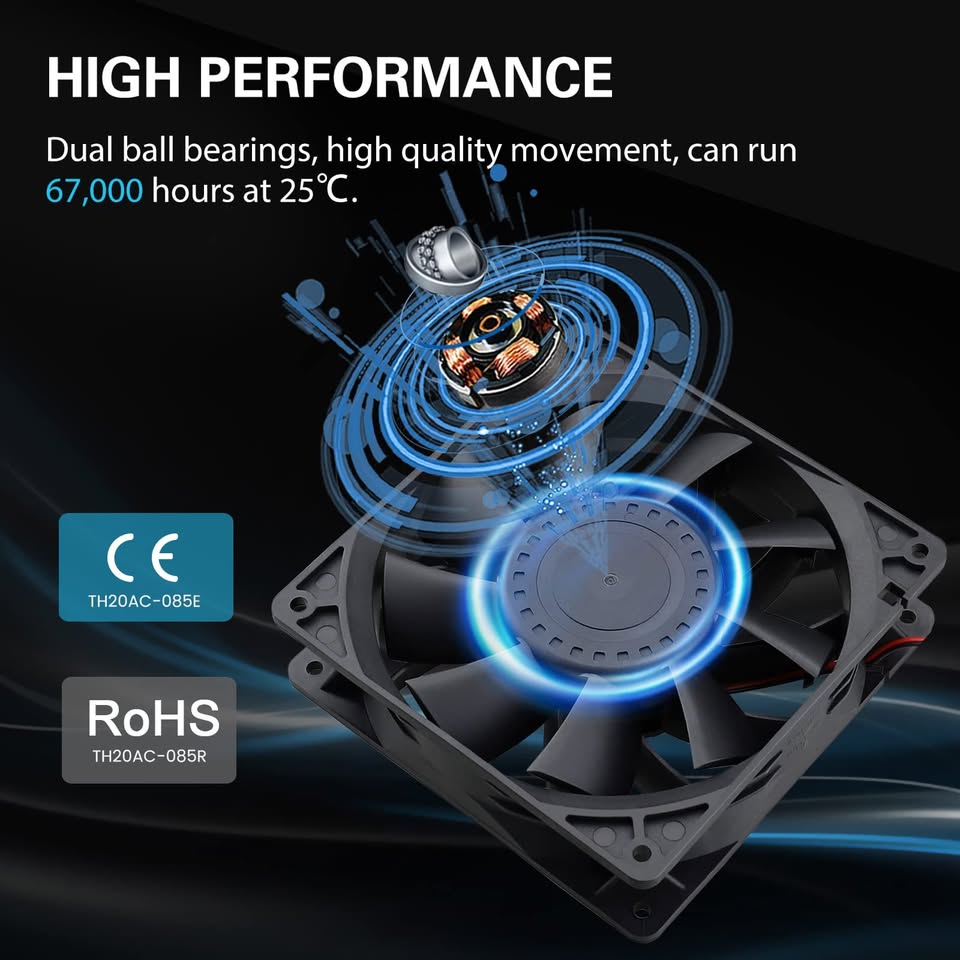 HIGH PERFORMANCE
Dual ball bearings, high quality movement, can run
67,000 hours at 25℃.
CE
TH20AC-085E
RoHS
TH20AC-085R